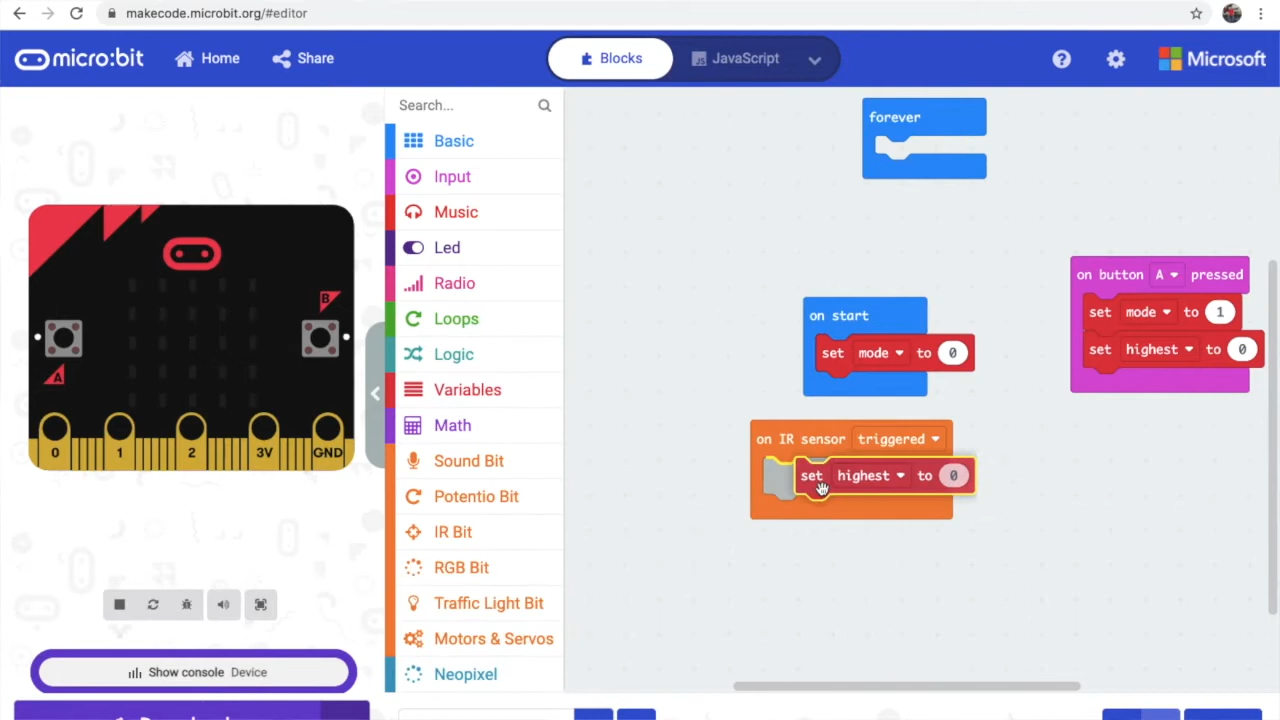 makecode.microbit.org/#editor
micro:bit
Home
Share
Blocks
JavaScript
Microsoft
Search...
Basic
Input
Music
Led
Radio
Loops
Logic
Variables
Math
Sound Bit
Potentio Bit
IR Bit
RGB Bit
Traffic Light Bit
Motors & Servos
Neopixel
B
A
0 1 2 3V GND
Show console Device
forever
on button A pressed
set mode to 1
set highest to 0
on start
set mode to 0
on IR sensor triggered
set highest to 0